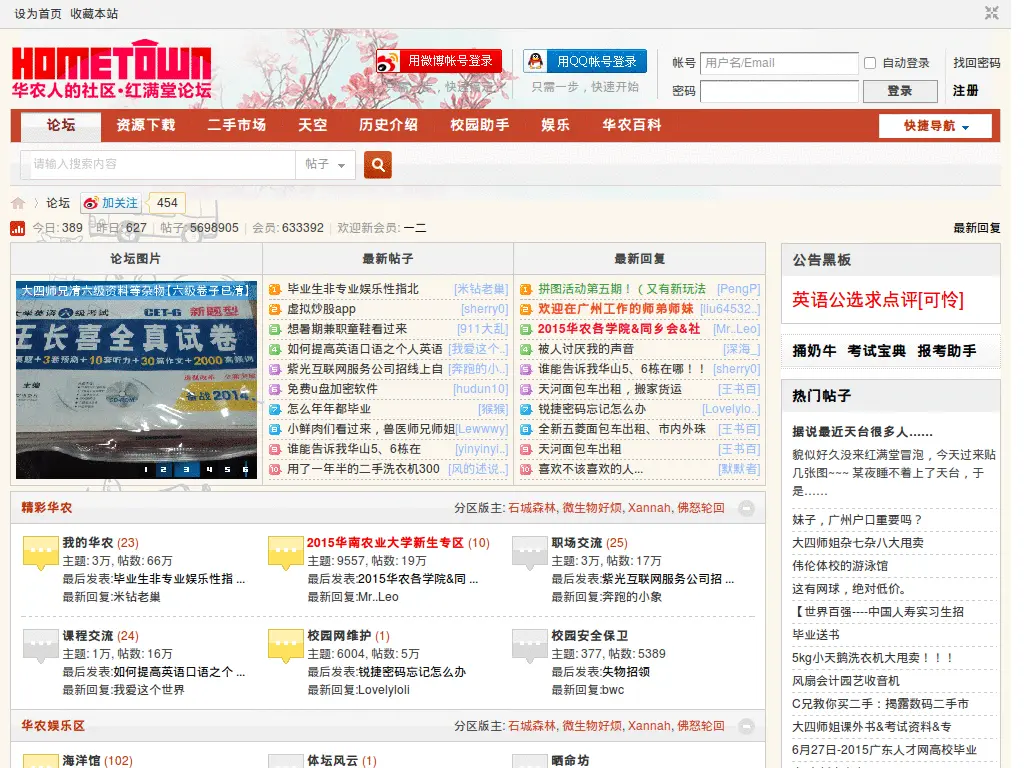 设为首页 收藏本站
HOMETOWN
华农人的社区·红满堂论坛
用微博帐号登录
只需一步，快速开始
用QQ帐号登录
只需一步，快速开始
帐号 用户名/Email 自动登录 找回密码
密码 登录 注册
论坛 资源下载 二手市场 天空 历史介绍 校园助手 娱乐 华农百科 快捷导航
请输入搜索内容 帖子
论坛 加关注 454
今日: 389 昨日: 627 帖子: 5698905 会员: 633392 欢迎新会员: 一二 最新回复
论坛图片
大四师兄清六级资料等杂物[六级卷子已清]
CET-6 新题型
王长喜全真试卷
备战2014
1 2 3 4 5 6
最新帖子
1 毕业生非专业娱乐性指北 [米钻老巢]
2 虚拟炒股app [sherry0]
3 想暑期兼职童鞋看过来 [911大乱]
4 如何提高英语口语之个人英语 [我爱这个..]
5 紫光互联网服务公司招线上自 [奔跑的小..]
6 免费u盘加密软件 [hudun10]
7 怎么年年都毕业 [猴猴]
8 小鲜肉们看过来，兽医师兄师姐 [Lewwwy]
9 谁能告诉我华山5、6栋在 [yinyinyi..]
10 用了一年半的二手洗衣机300 [风的述说..]
最新回复
1 拼图活动第五期！（又有新玩法 [PengP]
2 欢迎在广州工作的师弟师妹 [liu64532..]
3 2015华农各学院&同乡会&社 [Mr..Leo]
4 被人讨厌我的声音 [深海_]
5 谁能告诉我华山5、6栋在哪！！ [sherry0]
6 天河面包车出租，搬家货运 [王书百]
7 锐捷密码忘记怎么办 [Lovelylo..]
8 全新五菱面包车出租、市内外珠 [王书百]
9 天河面包车出租 [王书百]
10 喜欢不该喜欢的人... [默默者]
公告黑板
英语公选求点评[可怜]
捅奶牛 考试宝典 报考助手
热门帖子
据说最近天台很多人……
貌似好久没来红满堂冒泡，今天过来贴
几张图~~~ 某夜睡不着上了天台，于
是……
妹子，广州户口重要吗？
大四师姐杂七杂八大甩卖
伟伦体校的游泳馆
这有网球，绝对低价。
【世界百强----中国人寿实习生招
毕业送书
5kg小天鹅洗衣机大甩卖！！！
风扇会计园艺收音机
C兄教你买二手：揭露数码二手市
大四师姐课外书&考试资料&专
6月27日-2015广东人才网高校毕业
精彩华农 分区版主: 石城森林, 微生物好烦, Xannah, 佛怒轮回
我的华农 (23)
主题: 3万, 帖数: 66万
最后发表:毕业生非专业娱乐性指 ...
最新回复:米钻老巢
2015华南农业大学新生专区 (10)
主题: 9557, 帖数: 19万
最后发表:2015华农各学院&同 ...
最新回复:Mr..Leo
职场交流 (25)
主题: 3万, 帖数: 17万
最后发表:紫光互联网服务公司招 ...
最新回复:奔跑的小象
课程交流 (24)
主题: 1万, 帖数: 16万
最后发表:如何提高英语口语之个 ...
最新回复:我爱这个世界
校园网维护 (1)
主题: 6004, 帖数: 5万
最后发表:锐捷密码忘记怎么办
最新回复:Lovelyloli
校园安全保卫
主题: 377, 帖数: 5389
最后发表:失物招领
最新回复:bwc
华农娱乐区 分区版主: 石城森林, 微生物好烦, Xannah, 佛怒轮回
海洋馆 (102)
体坛风云 (1)
晒命坊